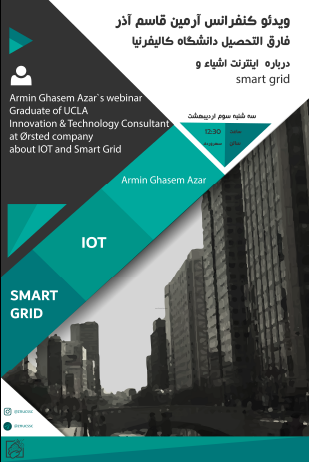 ویدئو کنفرانس آرمین قاسم آذر
فارق التحصیل دانشگاه کالیفرنیا
درباره اینترنت اشیاء و
smart grid
Armin Ghasem Azar`s webinar
Graduate of UCLA
Innovation & Technology Consultant
at Ørsted company
about IOT and Smart Grid
سه شنبه سوم اردیبهشت
ساعت 12:30
Armin Ghasem Azar
IOT
SMART
GRID